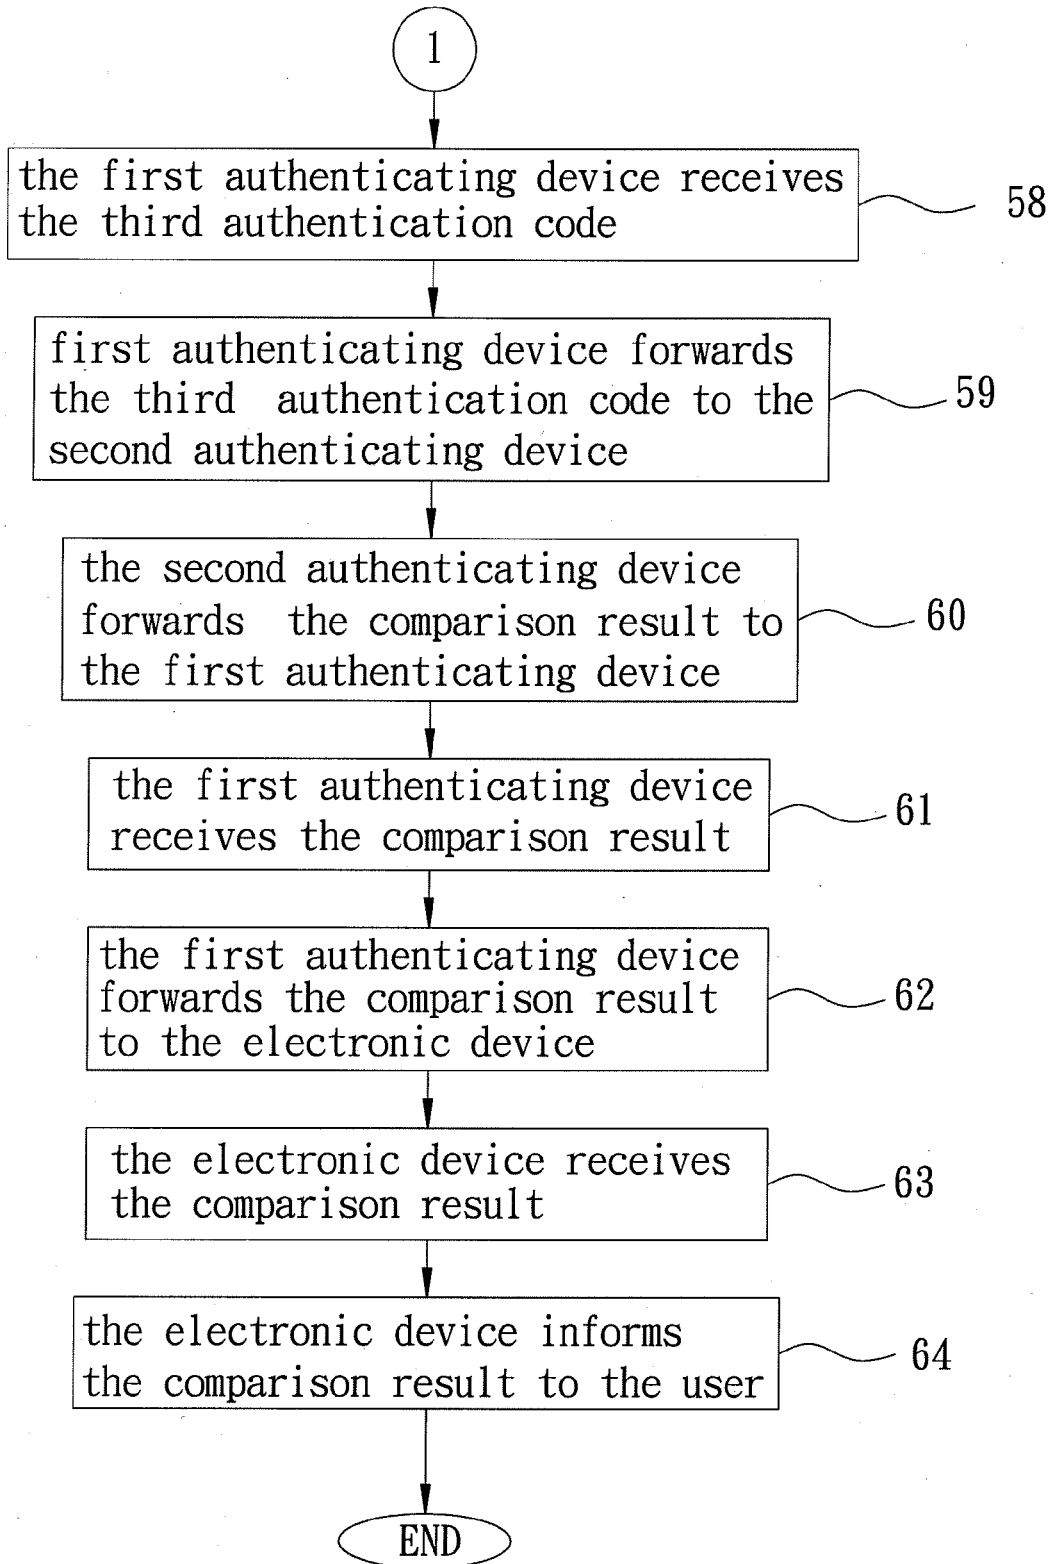 1
the first authenticating device receives
the third authentication code
58
first authenticating device forwards
the third authentication code to the
second authenticating device
59
the second authenticating device
forwards the comparison result to
the first authenticating device
60
the first authenticating device
receives the comparison result
61
the first authenticating device
forwards the comparison result
to the electronic device
62
the electronic device receives
the comparison result
63
the electronic device informs
the comparison result to the user
64
END